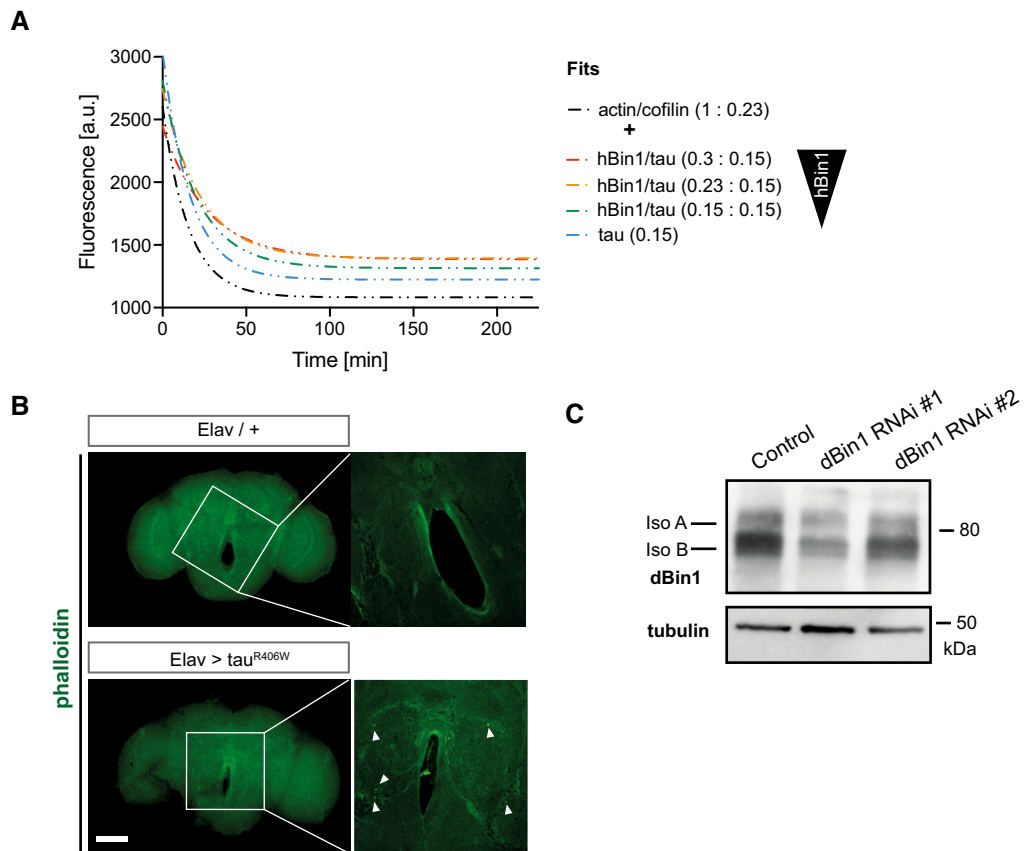 A
3000
2500
2000
1500
1000
Fluorescence [a.u.]
0 50 100 150 200
Time [min]
Fits
actin/cofilin (1 : 0.23)
+
hBin1/tau (0.3 : 0.15)
hBin1/tau (0.23 : 0.15)
hBin1/tau (0.15 : 0.15)
tau (0.15)
hBin1
B
Elav / +
Elav > tauR406W
phalloidin
C
Control
dBin1 RNAi #1
dBin1 RNAi #2
Iso A
Iso B
dBin1
80
tubulin
50
kDa